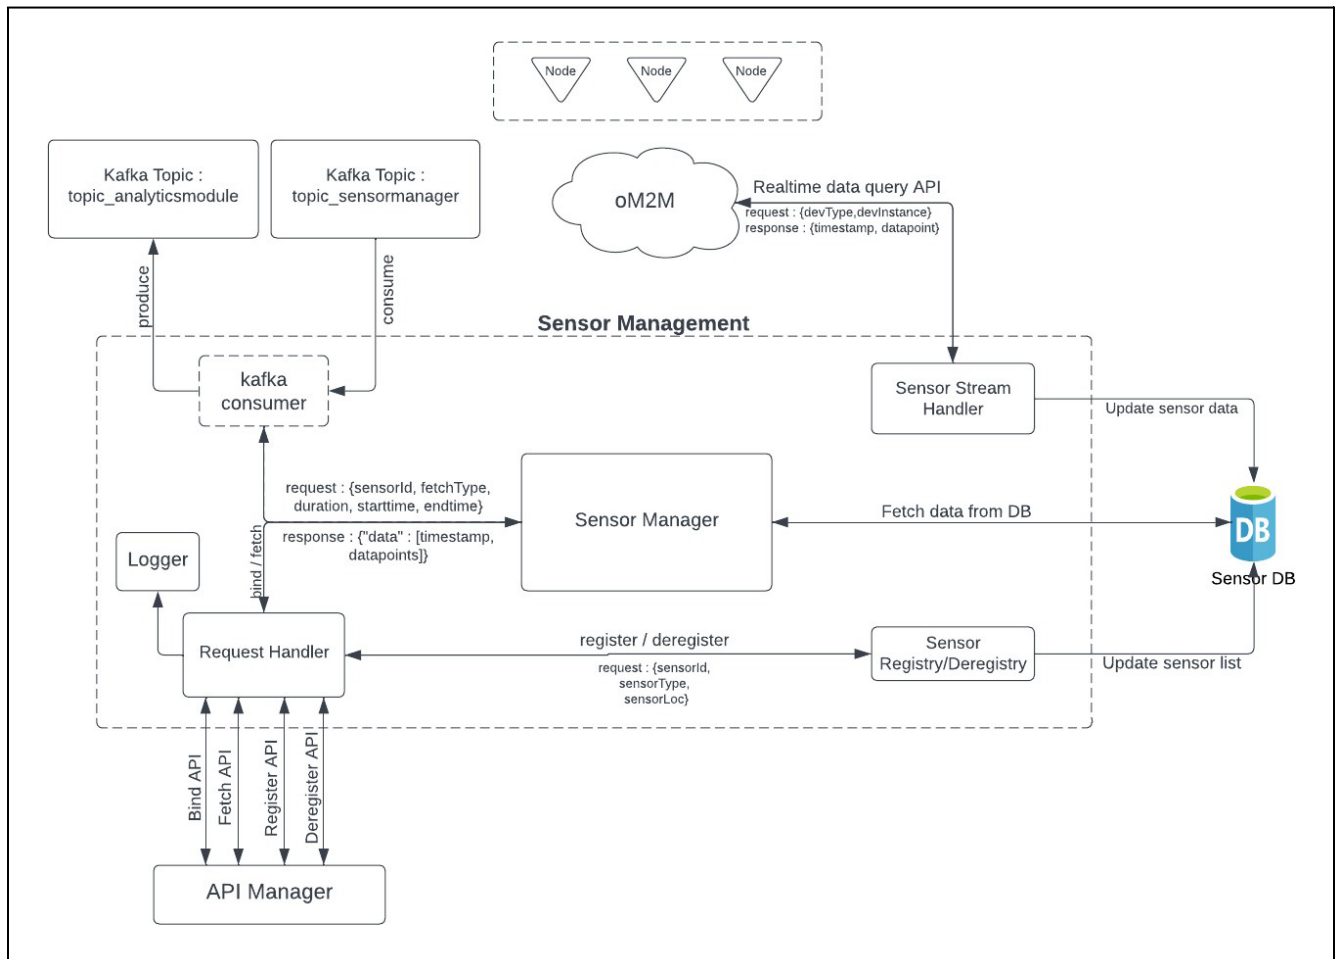 Node
Node
Node
Kafka Topic :
topic_analyticsmodule
Kafka Topic :
topic_sensormanager
oM2M
Realtime data query API
request : {devType,devInstance}
response : {timestamp, datapoint}
produce
consume
Sensor Management
kafka
consumer
Sensor Stream
Handler
Update sensor data
request : {sensorId, fetchType,
duration, starttime, endtime}
response : {"data" : [timestamp,
datapoints]}
bind / fetch
Sensor Manager
Fetch data from DB
DB
Sensor DB
Logger
Request Handler
register / deregister
request : {sensorId,
sensorType,
sensorLoc}
Sensor
Registry/Deregistry
Update sensor list
Bind API
Fetch API
Register API
Deregister API
API Manager